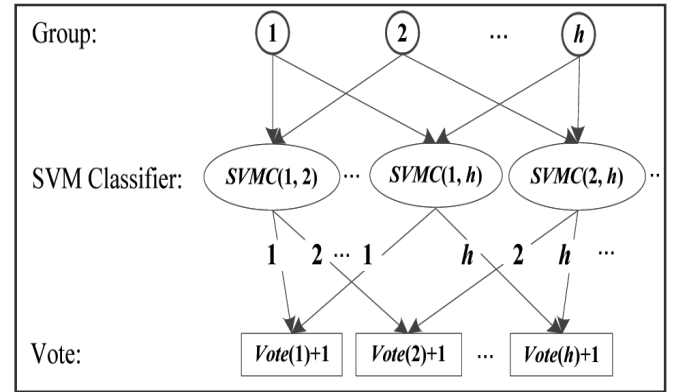 Group: 1 2 ... h
SVM Classifier: SVMC(1, 2) ... SVMC(1, h) SVMC(2, h) ..
1 2 ... 1 h 2 h ...
Vote: Vote(1)+1 Vote(2)+1 ... Vote(h)+1